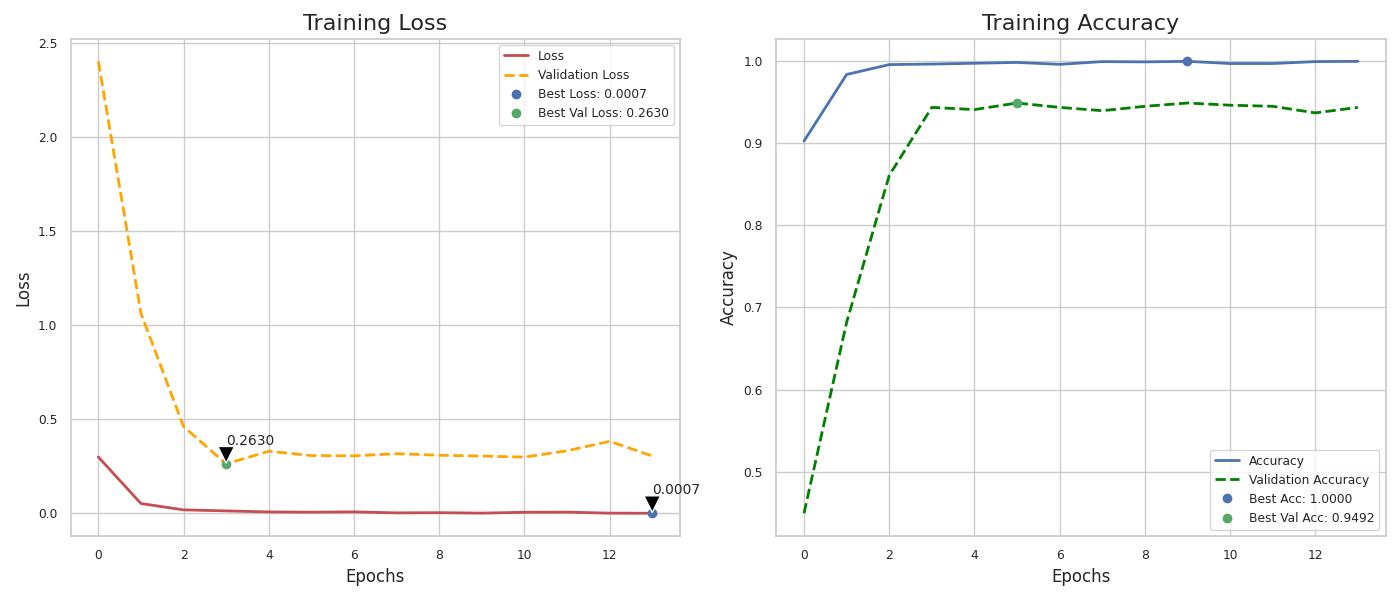 Training Loss
2.5
2.0
1.5
1.0
0.5
0.0
Loss
Loss
Validation Loss
Best Loss: 0.0007
Best Val Loss: 0.2630
0.2630
0.0007
0 2 4 6 8 10 12
Epochs
Training Accuracy
1.0
0.9
0.8
0.7
0.6
0.5
Accuracy
Accuracy
Validation Accuracy
Best Acc: 1.0000
Best Val Acc: 0.9492
0 2 4 6 8 10 12
Epochs